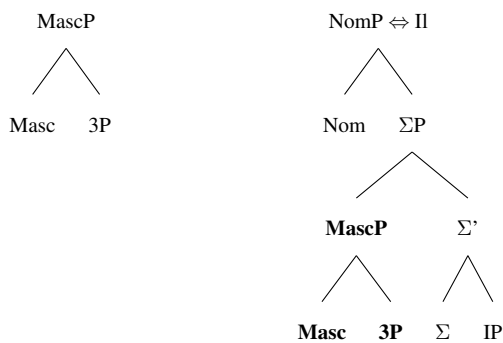 MascP NomP ⇔ Il
Masc 3P Nom ΣP
MascP Σ’
Masc 3P Σ IP